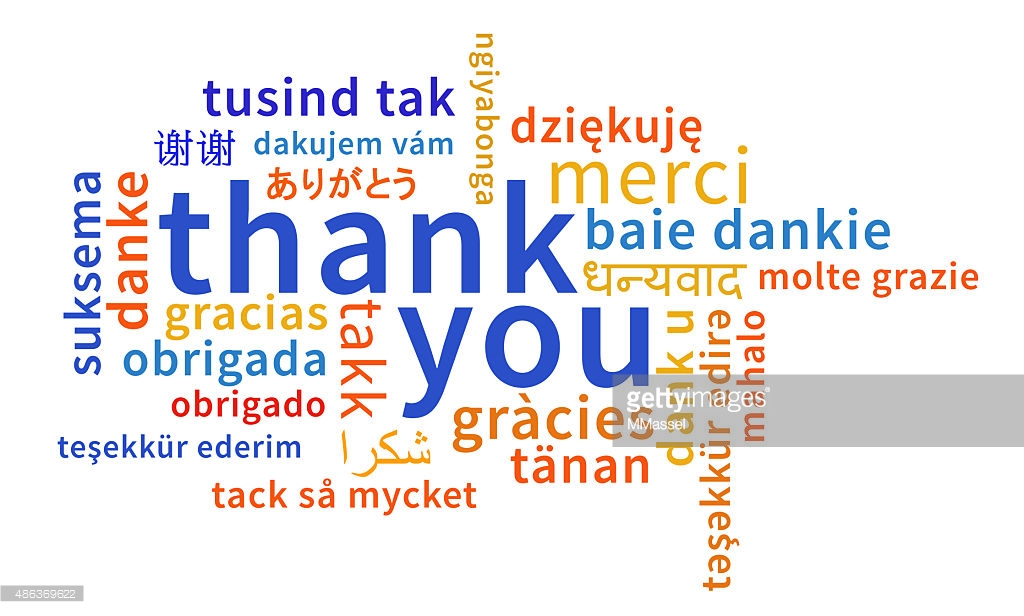 ngiyabonga
tusind tak
dziękuję
谢谢
dakujem vám
ありがとう
merci
suksema
danke
thank
baie dankie
धन्यवाद
molte grazie
gracias
takk
you
danku
teşekkür edire
mahalo
obrigada
obrigado
gràcies
gettyimages
MMassel
teşekkür ederim
شكرا
tänan
tack så mycket
486369622